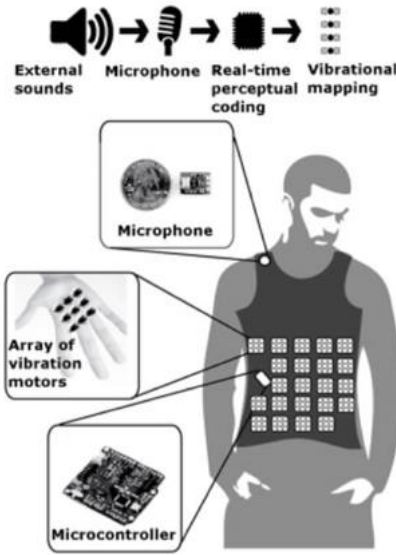 External sounds
Microphone
Real-time perceptual coding
Vibrational mapping
Microphone
Array of
vibration
motors
Microcontroller